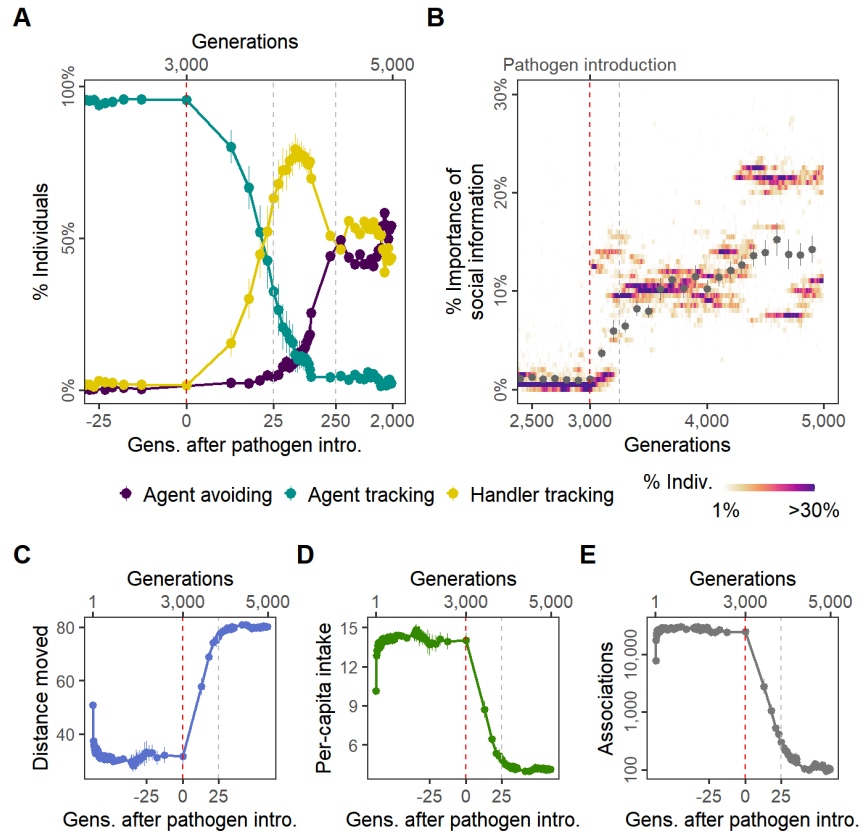 A
Generations
3,000
5,000
100%
50%
0%
% Individuals
-25
0
25
250
2,000
Gens. after pathogen intro.
B
Pathogen introduction
30%
20%
10%
0%
% Importance of
social information
2,500
3,000
4,000
5,000
Generations
Agent avoiding
Agent tracking
Handler tracking
% Indiv.
1%
>30%
C
Generations
1
3,000
5,000
80
60
40
Distance moved
-25
0
25
Gens. after pathogen intro.
D
Generations
1
3,000
5,000
15
12
9
6
Per-capita intake
-25
0
25
Gens. after pathogen intro.
E
Generations
1
3,000
5,000
10,000
1,000
100
Associations
-25
0
25
Gens. after pathogen intro.